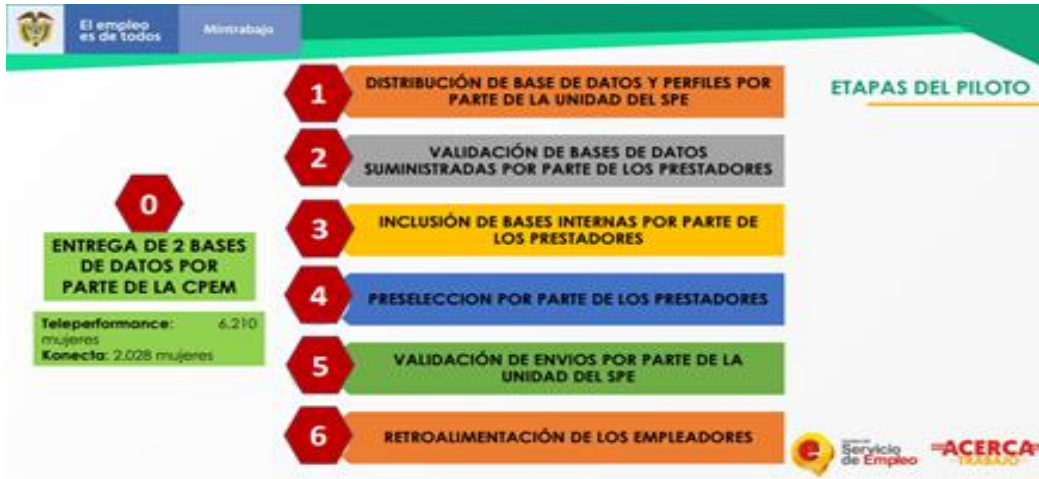 El empleo
es de todos
Mintrabajo
ETAPAS DEL PILOTO
0
ENTREGA DE 2 BASES
DE DATOS POR
PARTE DE LA CPEM
Teleperformance: 6,210
mujeres
Konecta: 2,028 mujeres
1
DISTRIBUCIÓN DE BASE DE DATOS Y PERFILES POR
PARTE DE LA UNIDAD DEL SPE
2
VALIDACIÓN DE BASES DE DATOS
SUMINISTRADAS POR PARTE DE LOS PRESTADORES
3
INCLUSIÓN DE BASES INTERNAS POR PARTE DE
LOS PRESTADORES
4
PRESELECCION POR PARTE DE LOS PRESTADORES
5
VALIDACIÓN DE ENVIOS POR PARTE DE LA
UNIDAD DEL SPE
6
RETROALIMENTACIÓN DE LOS EMPLEADORES
e
Servicio
de Empleo
ACERCA
TRABAJO